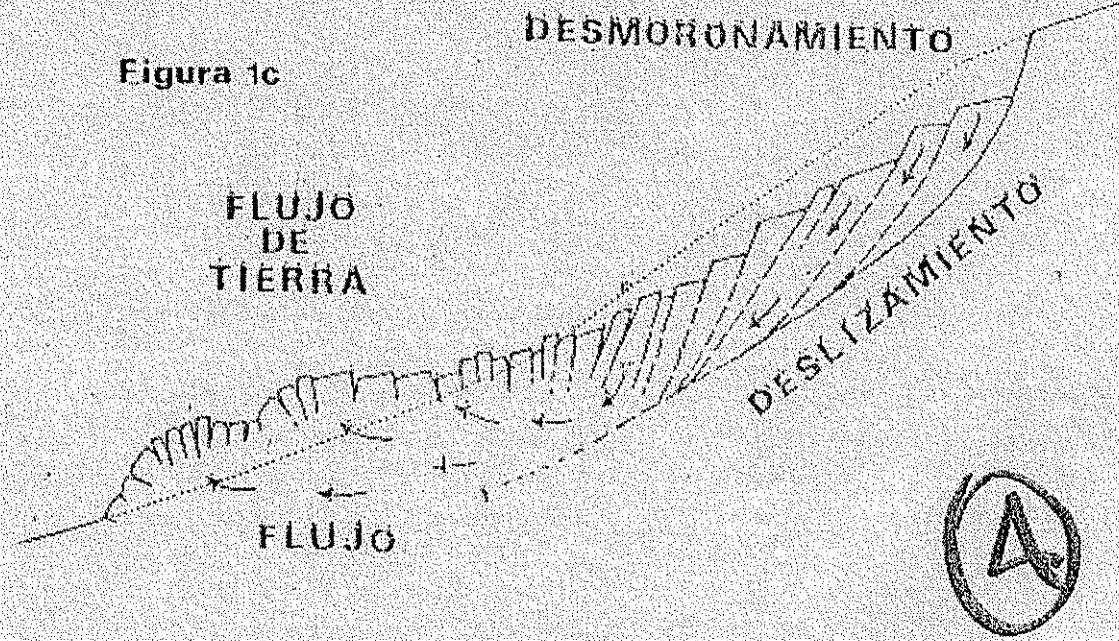 DESMORONAMIENTO
Figura 1c
FLUJO
DE
TIERRA
DESLIZAMIENTO
FLUJO
A